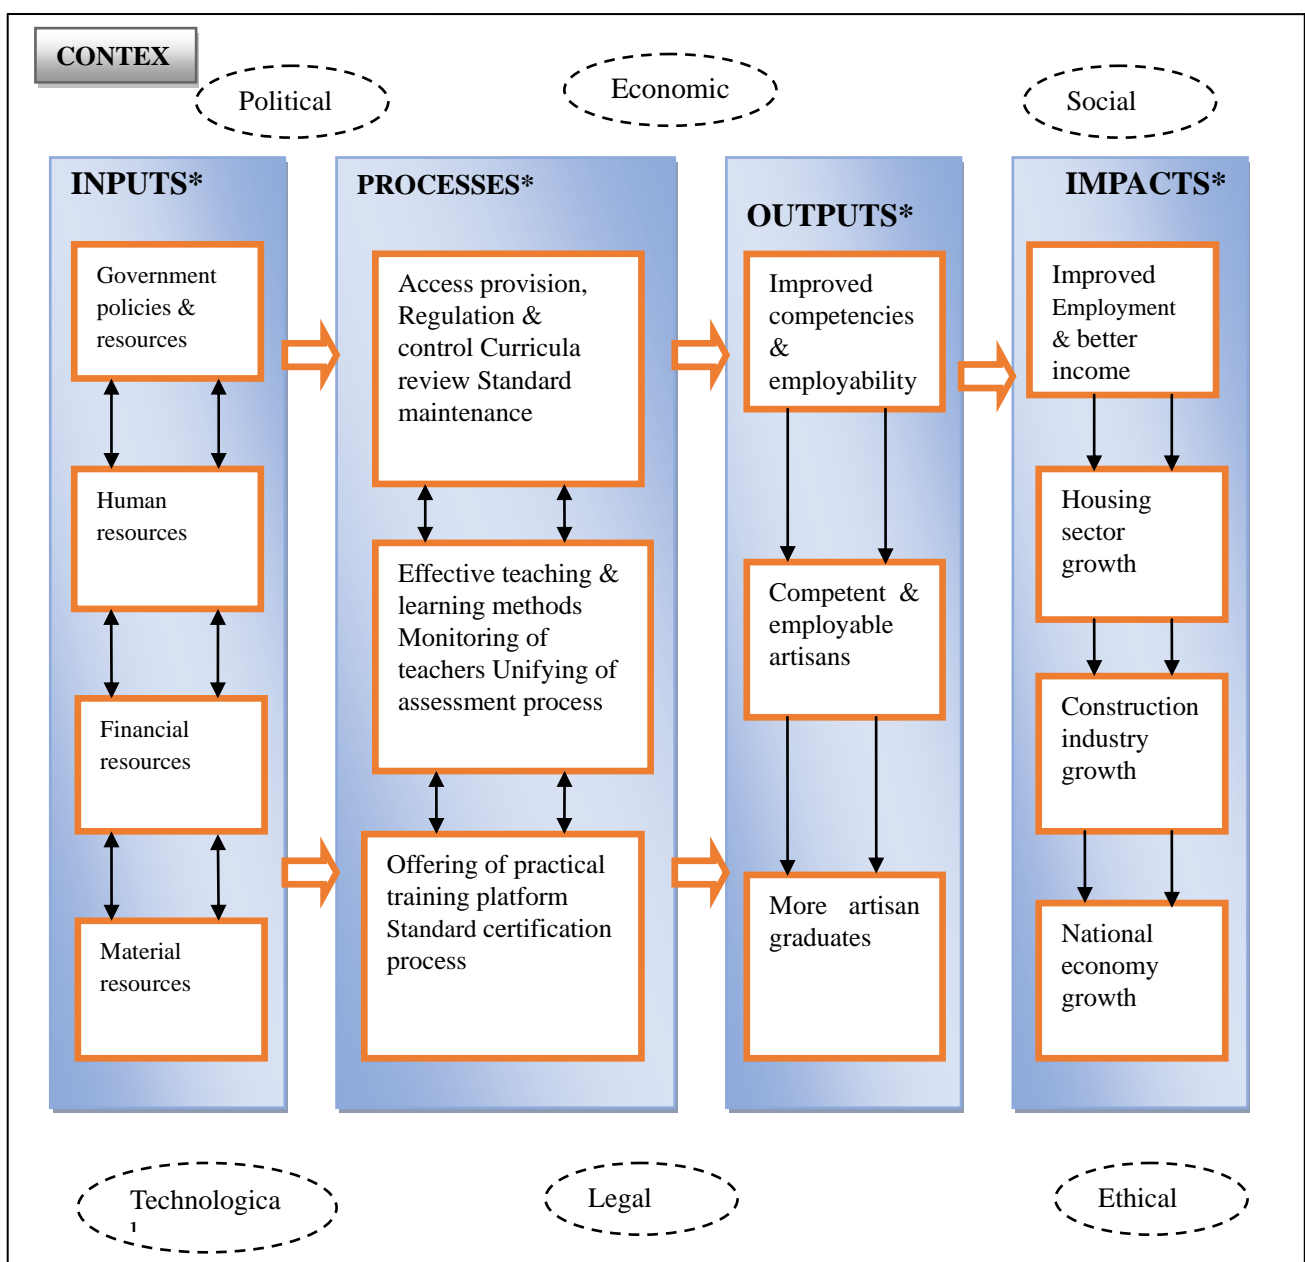 CONTEX
Political
Economic
Social
INPUTS*
Government
policies &
resources
Human
resources
Financial
resources
Material
resources
PROCESSES*
Access provision,
Regulation &
control Curricula
review Standard
maintenance
Effective teaching &
learning methods
Monitoring of
teachers Unifying of
assessment process
Offering of practical
training platform
Standard certification
process
OUTPUTS*
Improved
competencies
&
employability
Competent &
employable
artisans
More artisan
graduates
IMPACTS*
Improved
Employment
& better
income
Housing
sector
growth
Construction
industry
growth
National
economy
growth
Technologica
l
Legal
Ethical